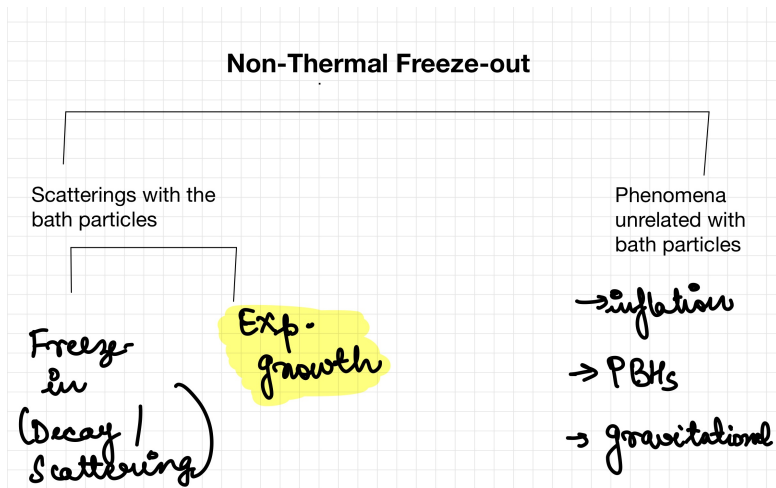 Non-Thermal Freeze-out
Scatterings with the
bath particles
Phenomena
unrelated with
bath particles
Freeze-
in
(Decay /
Scattering)
Exp.
growth
→inflation
→ PBHs
→ gravitational